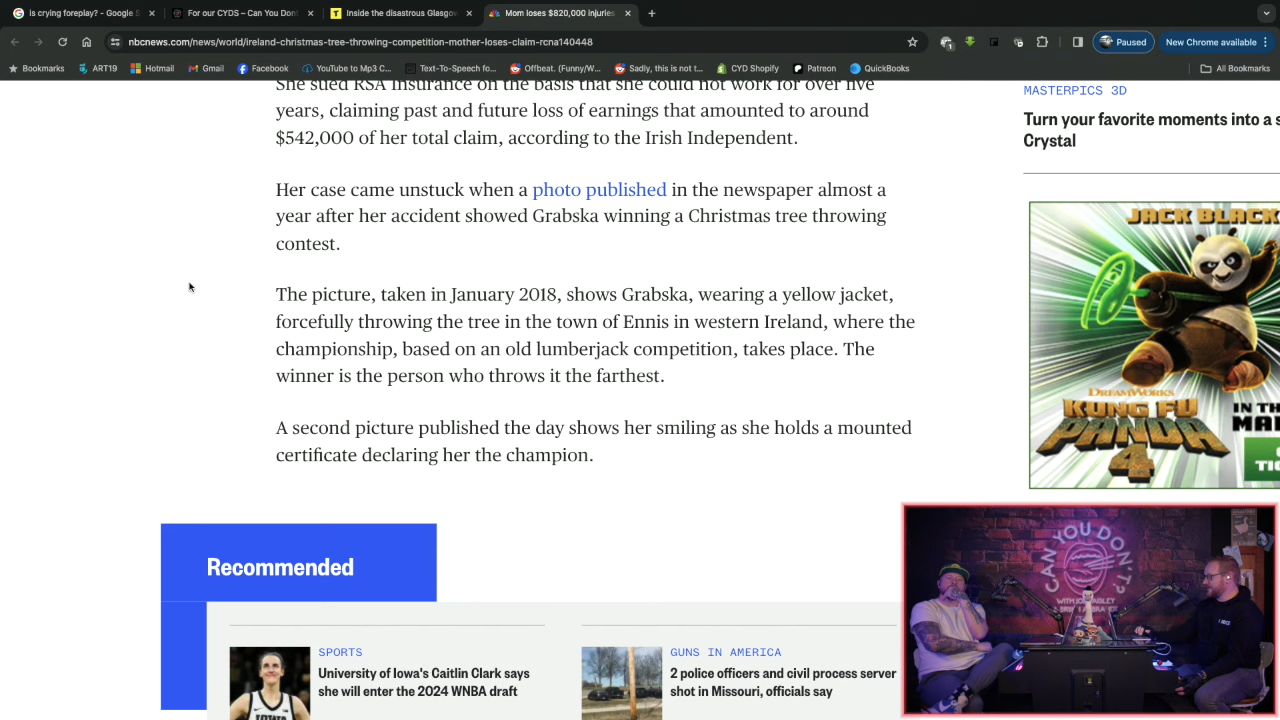 is crying foreplay? - Google S
For our CYDS – Can You Don'
Inside the disastrous Glasgow
Mom loses $820,000 injuries
nbcnews.com/news/world/ireland-christmas-tree-throwing-competition-mother-loses-claim-rcna140448
1
Paused
New Chrome available
Bookmarks
ART19
Hotmail
Gmail
Facebook
YouTube to Mp3 C...
Text-To-Speech fo...
Offbeat. (Funny/W...
Sadly, this is not t...
CYD Shopify
Patreon
QuickBooks
All Bookmarks
She sued RSA Insurance on the basis that she could not work for over five
years, claiming past and future loss of earnings that amounted to around
$542,000 of her total claim, according to the Irish Independent.
Her case came unstuck when a photo published in the newspaper almost a
year after her accident showed Grabska winning a Christmas tree throwing
contest.
The picture, taken in January 2018, shows Grabska, wearing a yellow jacket,
forcefully throwing the tree in the town of Ennis in western Ireland, where the
championship, based on an old lumberjack competition, takes place. The
winner is the person who throws it the farthest.
A second picture published the day shows her smiling as she holds a mounted
certificate declaring her the champion.
MASTERPICS 3D
Turn your favorite moments into a s
Crystal
JACK BLACK
DREAMWORKS
KUNG FU
PANDA
4
IN TH
MA
TIC
Recommended
SPORTS
University of Iowa's Caitlin Clark says
she will enter the 2024 WNBA draft
IOWA
GUNS IN AMERICA
2 police officers and civil process server
shot in Missouri, officials say
CAN YOU DON'T?